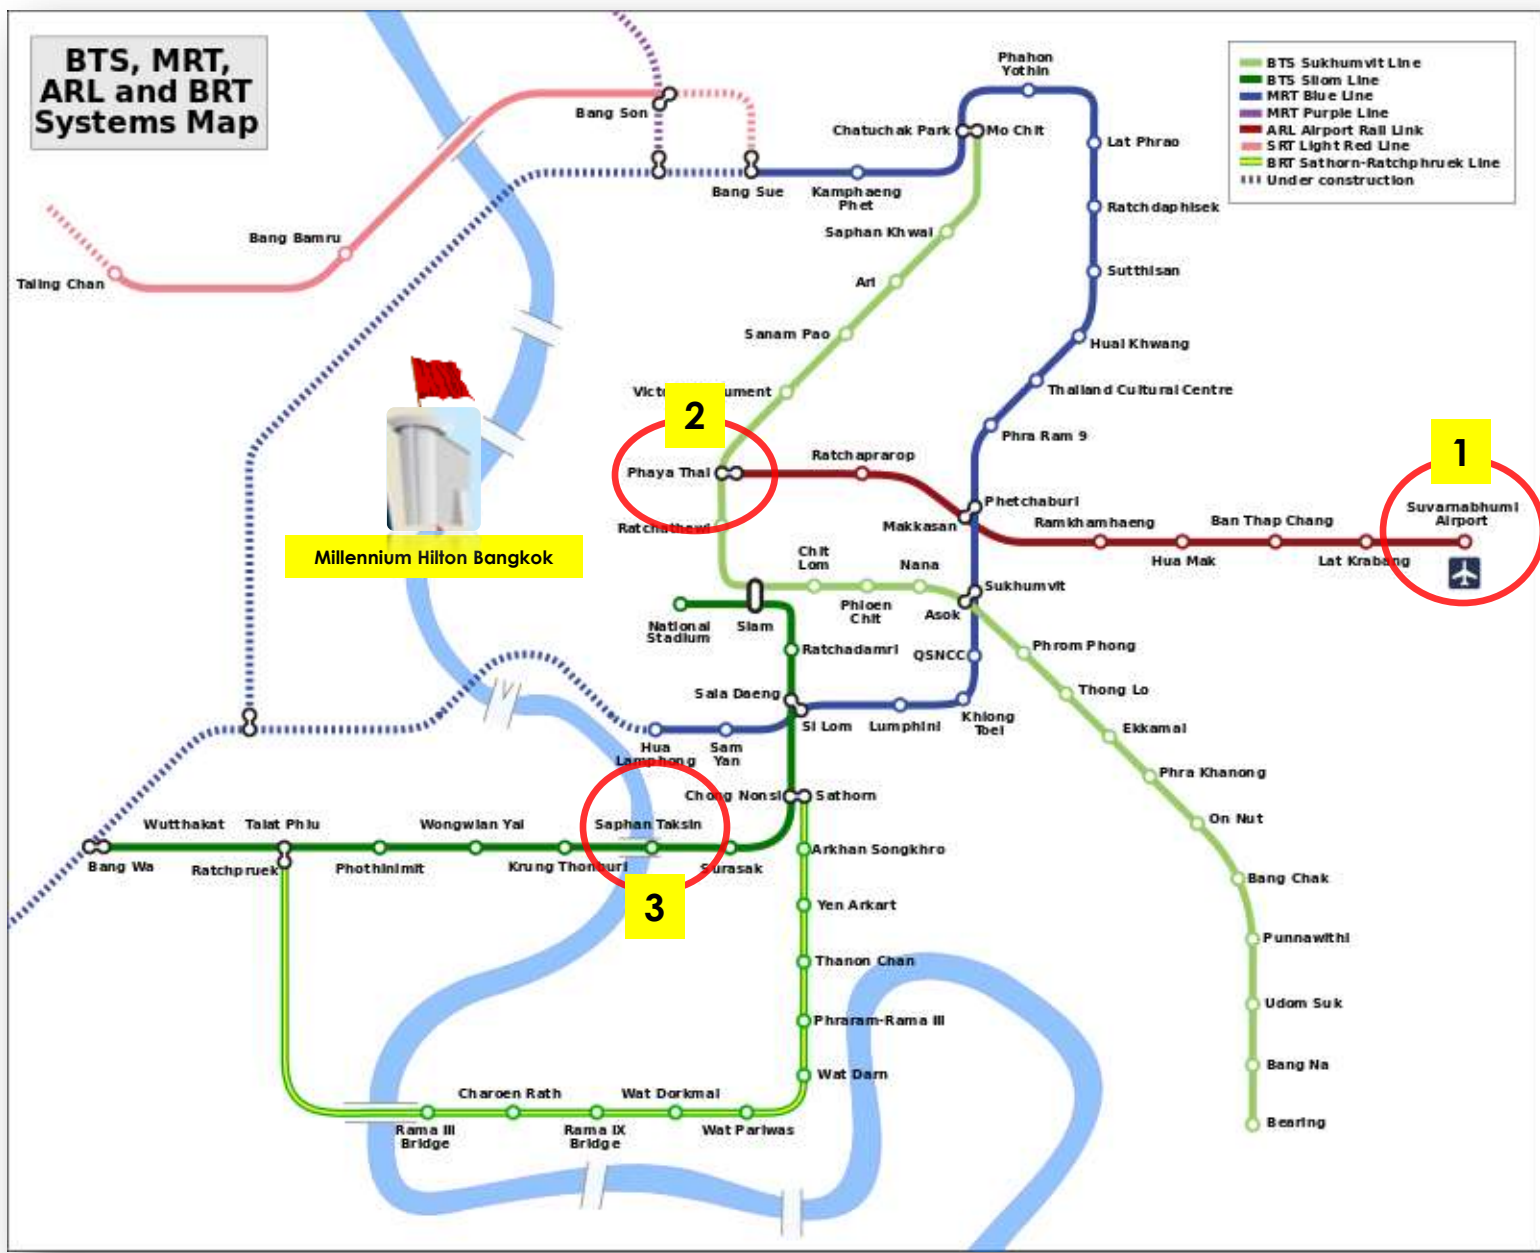 BTS, MRT,
ARL and BRT
Systems Map
BTS Sukhumvit Line
BTS Silom Line
MRT Blue Line
MRT Purple Line
ARL Airport Rail Link
SRT Light Red Line
BRT Sathorn-Ratchphruek Line
Under construction
Phahon
Yothin
Bang Son
Chatuchak Park
Mo Chit
Lat Phrao
Bang Sue
Kamphaeng
Phet
Ratchdaphisek
Saphan Khwai
Bang Bamru
Taling Chan
Ari
Sutthisan
Sanam Pao
Huai Khwang
Thailand Cultural Centre
2
Phra Ram 9
1
Phaya Thai
Ratchaprarop
Phetchaburi
Makkasan
Ramkhamhaeng
Ban Thap Chang
Suvarnabhumi
Airport
Hua Mak
Lat Krabang
Ratchathewi
Millennium Hilton Bangkok
Chit
Lom
Nana
Phloen
Chit
Sukhumvit
Asok
National
Stadium
Siam
Ratchadamri
QSNCC
Phrom Phong
Sala Daeng
Si Lom
Lumphini
Khlong
Toei
Thong Lo
Ekkamai
Hua
Lamphong
Sam
Yan
Phra Khanong
Chong Nonsi
Sathorn
On Nut
Wutthakat
Talat Phlu
Wongwian Yai
Saphan Taksin
Bang Wa
Ratchpruek
Phothinimit
Krung Thonburi
Surasak
Arkhan Songkhro
Bang Chak
3
Yen Arkart
Punnawithi
Thanon Chan
Udom Suk
Phraram-Rama III
Bang Na
Wat Darn
Charoen Rath
Wat Dorkmai
Rama III
Bridge
Rama IX
Bridge
Wat Pariwas
Bearing